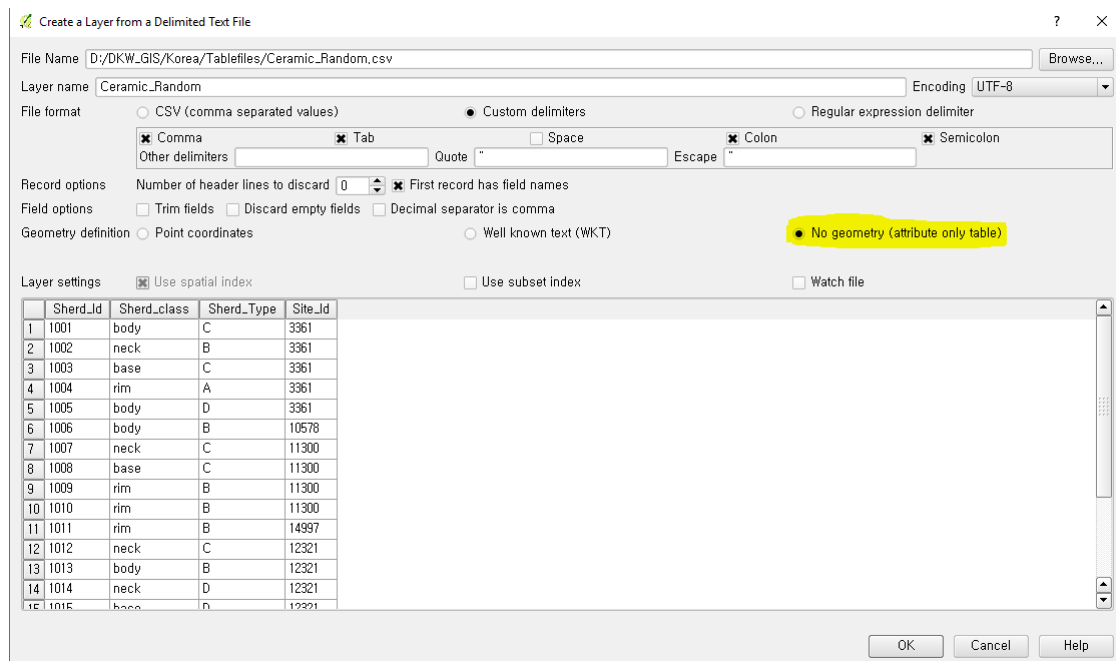 Create a Layer from a Delimited Text File ? X
File Name D:/DKW_GIS/Korea/Tablefiles/Ceramic_Random.csv Browse...
Layer name Ceramic_Random Encoding UTF-8
File format CSV (comma separated values) Custom delimiters Regular expression delimiter
Comma Tab Space Colon Semicolon
Other delimiters Quote " Escape "
Record options Number of header lines to discard 0 First record has field names
Field options Trim fields Discard empty fields Decimal separator is comma
Geometry definition Point coordinates Well known text (WKT) No geometry (attribute only table)
Layer settings Use spatial index Use subset index Watch file
Sherd_Id Sherd_class Sherd_Type Site_Id
1 1001 body C 3361
2 1002 neck B 3361
3 1003 base C 3361
4 1004 rim A 3361
5 1005 body D 3361
6 1006 body B 10578
7 1007 neck C 11300
8 1008 base C 11300
9 1009 rim B 11300
10 1010 rim B 11300
11 1011 rim B 14997
12 1012 neck C 12321
13 1013 body B 12321
14 1014 neck D 12321
15 1015 base D 12321
OK Cancel Help